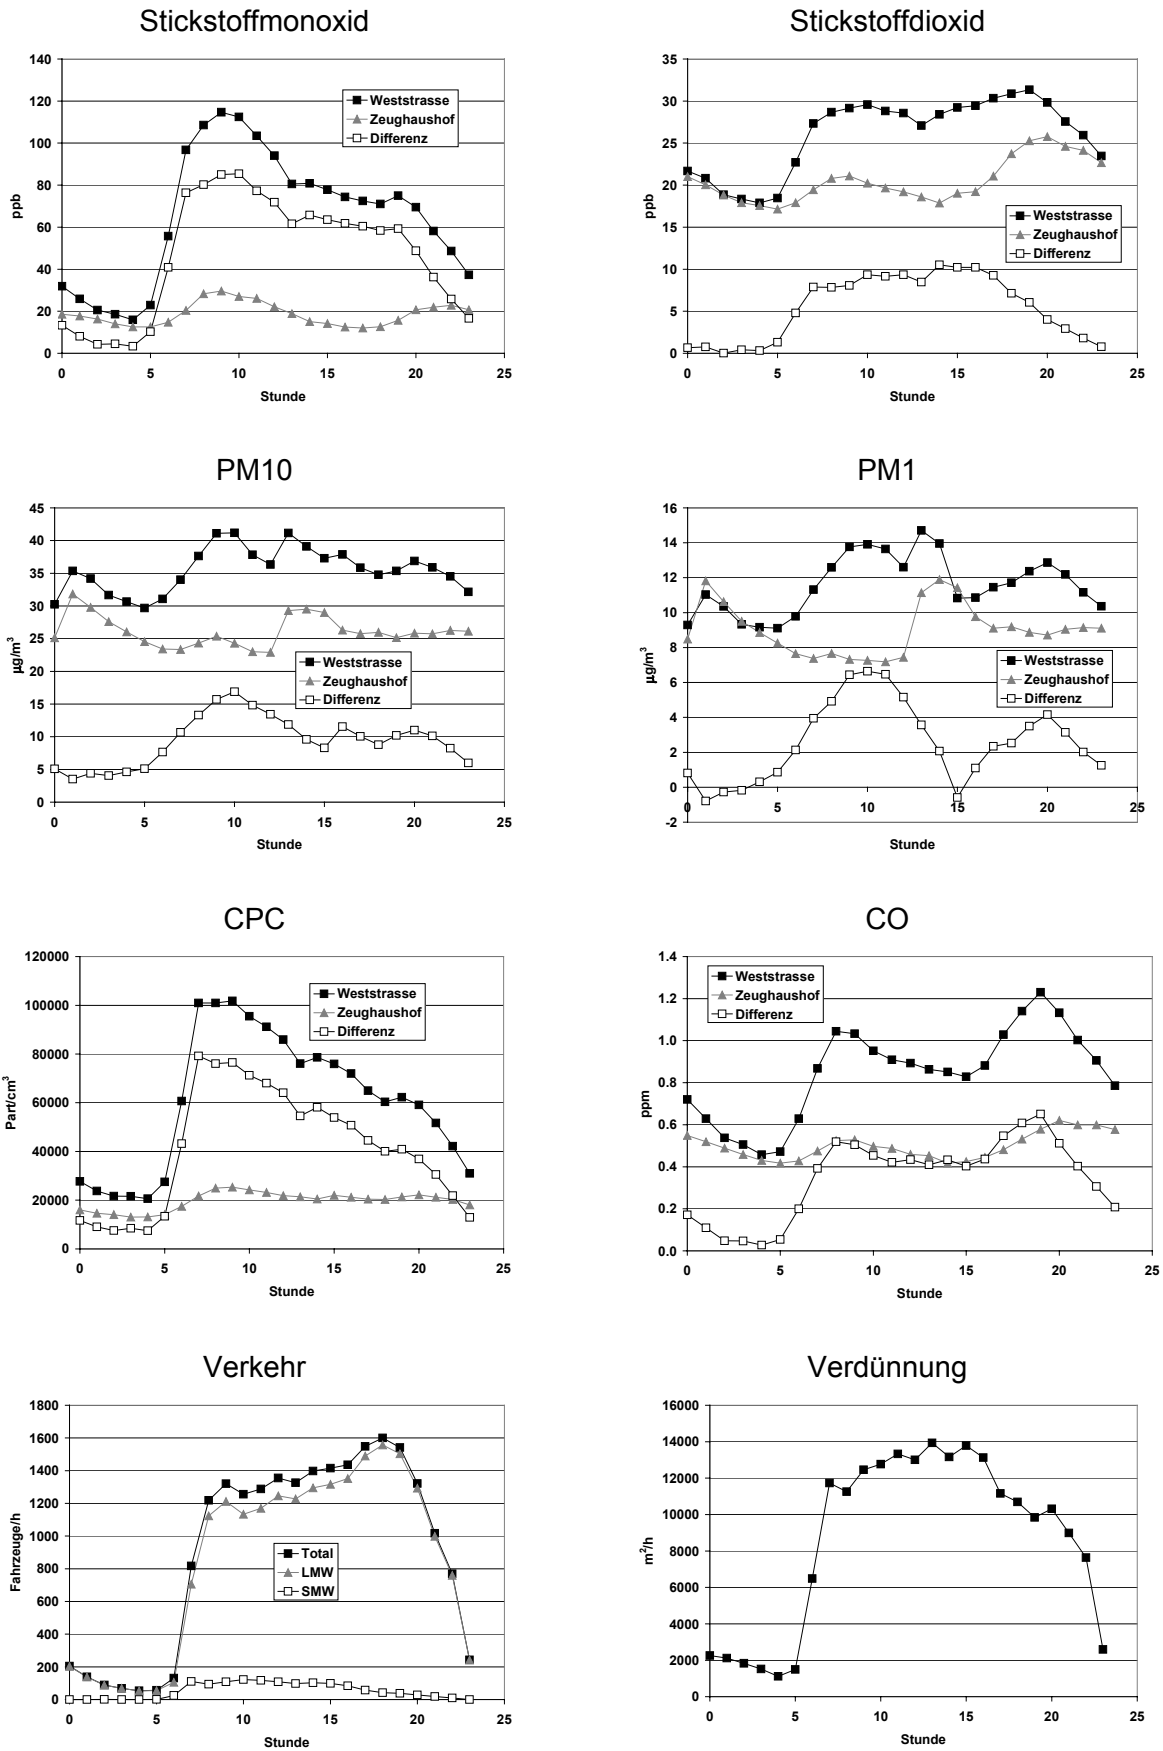 Stickstoffmonoxid
140
120
100
80
60
40
20
0
ppb
0 5 10 15 20 25
Stunde
Weststrasse
Zeughaushof
Differenz
Stickstoffdioxid
35
30
25
20
15
10
5
0
ppb
0 5 10 15 20 25
Stunde
Weststrasse
Zeughaushof
Differenz
PM10
45
40
35
30
25
20
15
10
5
0
µg/m³
0 5 10 15 20 25
Stunde
Weststrasse
Zeughaushof
Differenz
PM1
16
14
12
10
8
6
4
2
0
-2
µg/m³
0 5 10 15 20 25
Stunde
Weststrasse
Zeughaushof
Differenz
CPC
120000
100000
80000
60000
40000
20000
0
Part/cm³
0 5 10 15 20 25
Stunde
Weststrasse
Zeughaushof
Differenz
CO
1.4
1.2
1.0
0.8
0.6
0.4
0.2
0.0
ppm
0 5 10 15 20 25
Stunde
Weststrasse
Zeughaushof
Differenz
Verkehr
1800
1600
1400
1200
1000
800
600
400
200
0
Fahrzeuge/h
0 5 10 15 20 25
Stunde
Total
LMW
SMW
Verdünnung
16000
14000
12000
10000
8000
6000
4000
2000
0
m²/h
0 5 10 15 20 25
Stunde